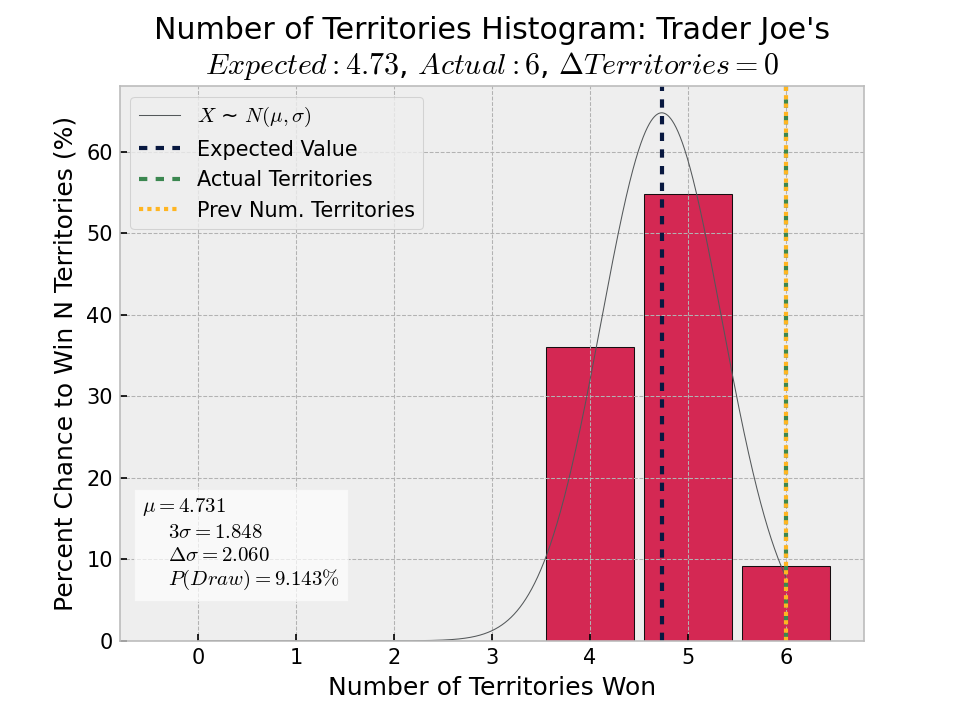 Number of Territories Histogram: Trader Joe's
Expected : 4.73, Actual : 6, ΔTerritories = 0
Percent Chance to Win N Territories (%)
X ~ N(μ, σ)
Expected Value
Actual Territories
Prev Num. Territories
60
50
40
30
20
10
0
μ = 4.731
3σ = 1.848
Δσ = 2.060
P(Draw) = 9.143%
0 1 2 3 4 5 6
Number of Territories Won